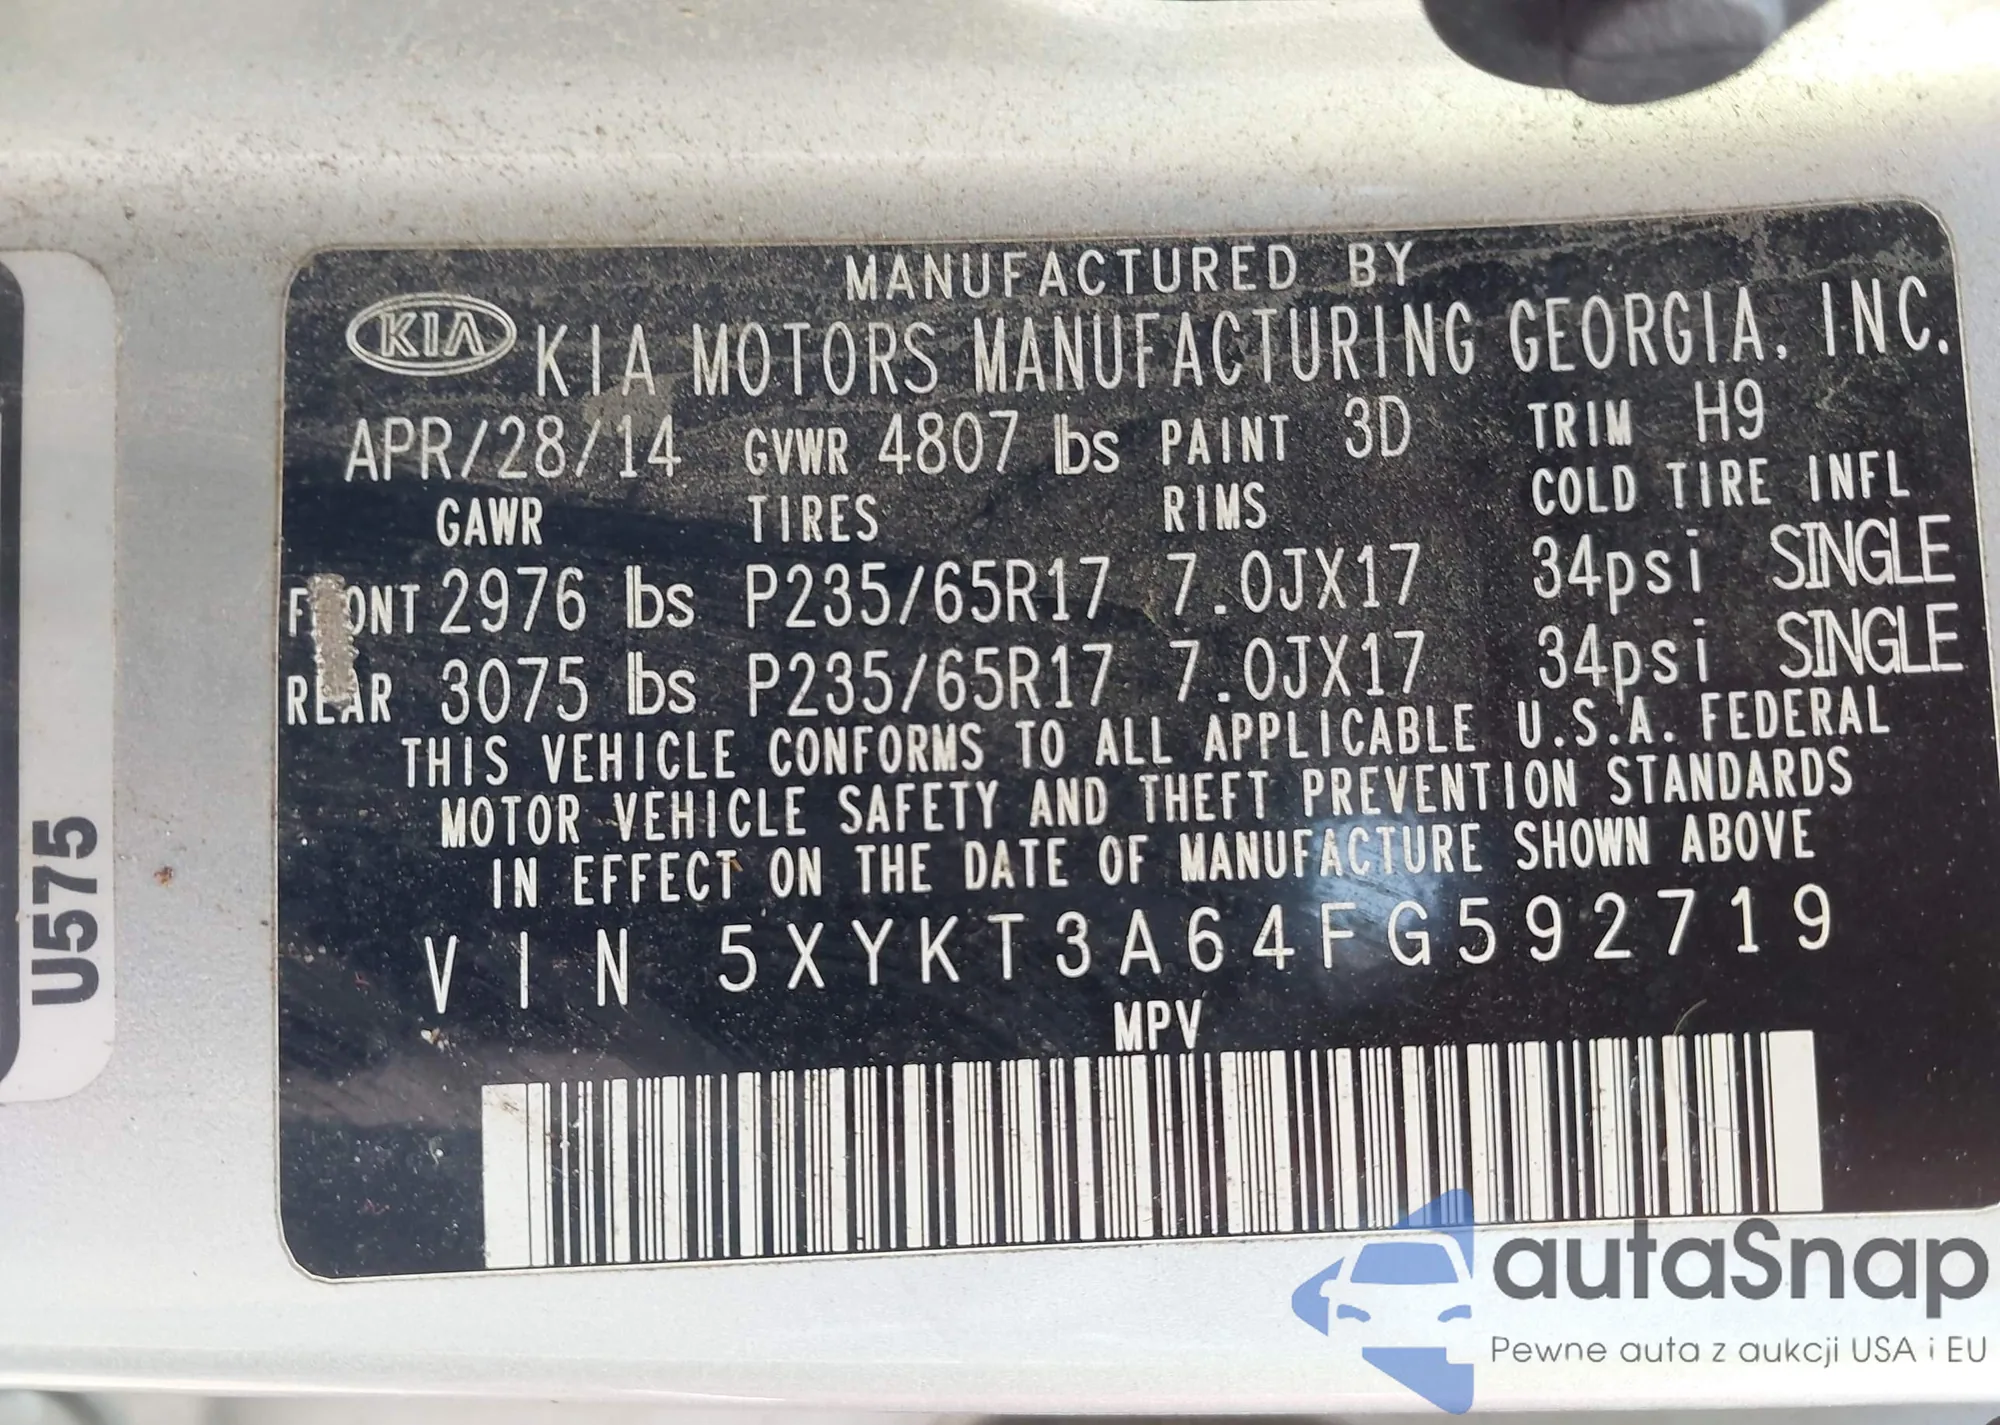 MANUFACTURED BY
KIA KIA MOTORS MANUFACTURING GEORGIA, INC.
APR/28/14 GVWR 4807 lbs PAINT 3D TRIM H9
GAWR TIRES RIMS COLD TIRE INFL
FRONT 2976 lbs P235/65R17 7.0JX17 34psi SINGLE
REAR 3075 lbs P235/65R17 7.0JX17 34psi SINGLE
THIS VEHICLE CONFORMS TO ALL APPLICABLE U.S.A. FEDERAL
MOTOR VEHICLE SAFETY AND THEFT PREVENTION STANDARDS
IN EFFECT ON THE DATE OF MANUFACTURE SHOWN ABOVE
VIN 5XYKT3A64FG592719
MPV
U575
autaSnap
Pewne auta z aukcji USA i EU